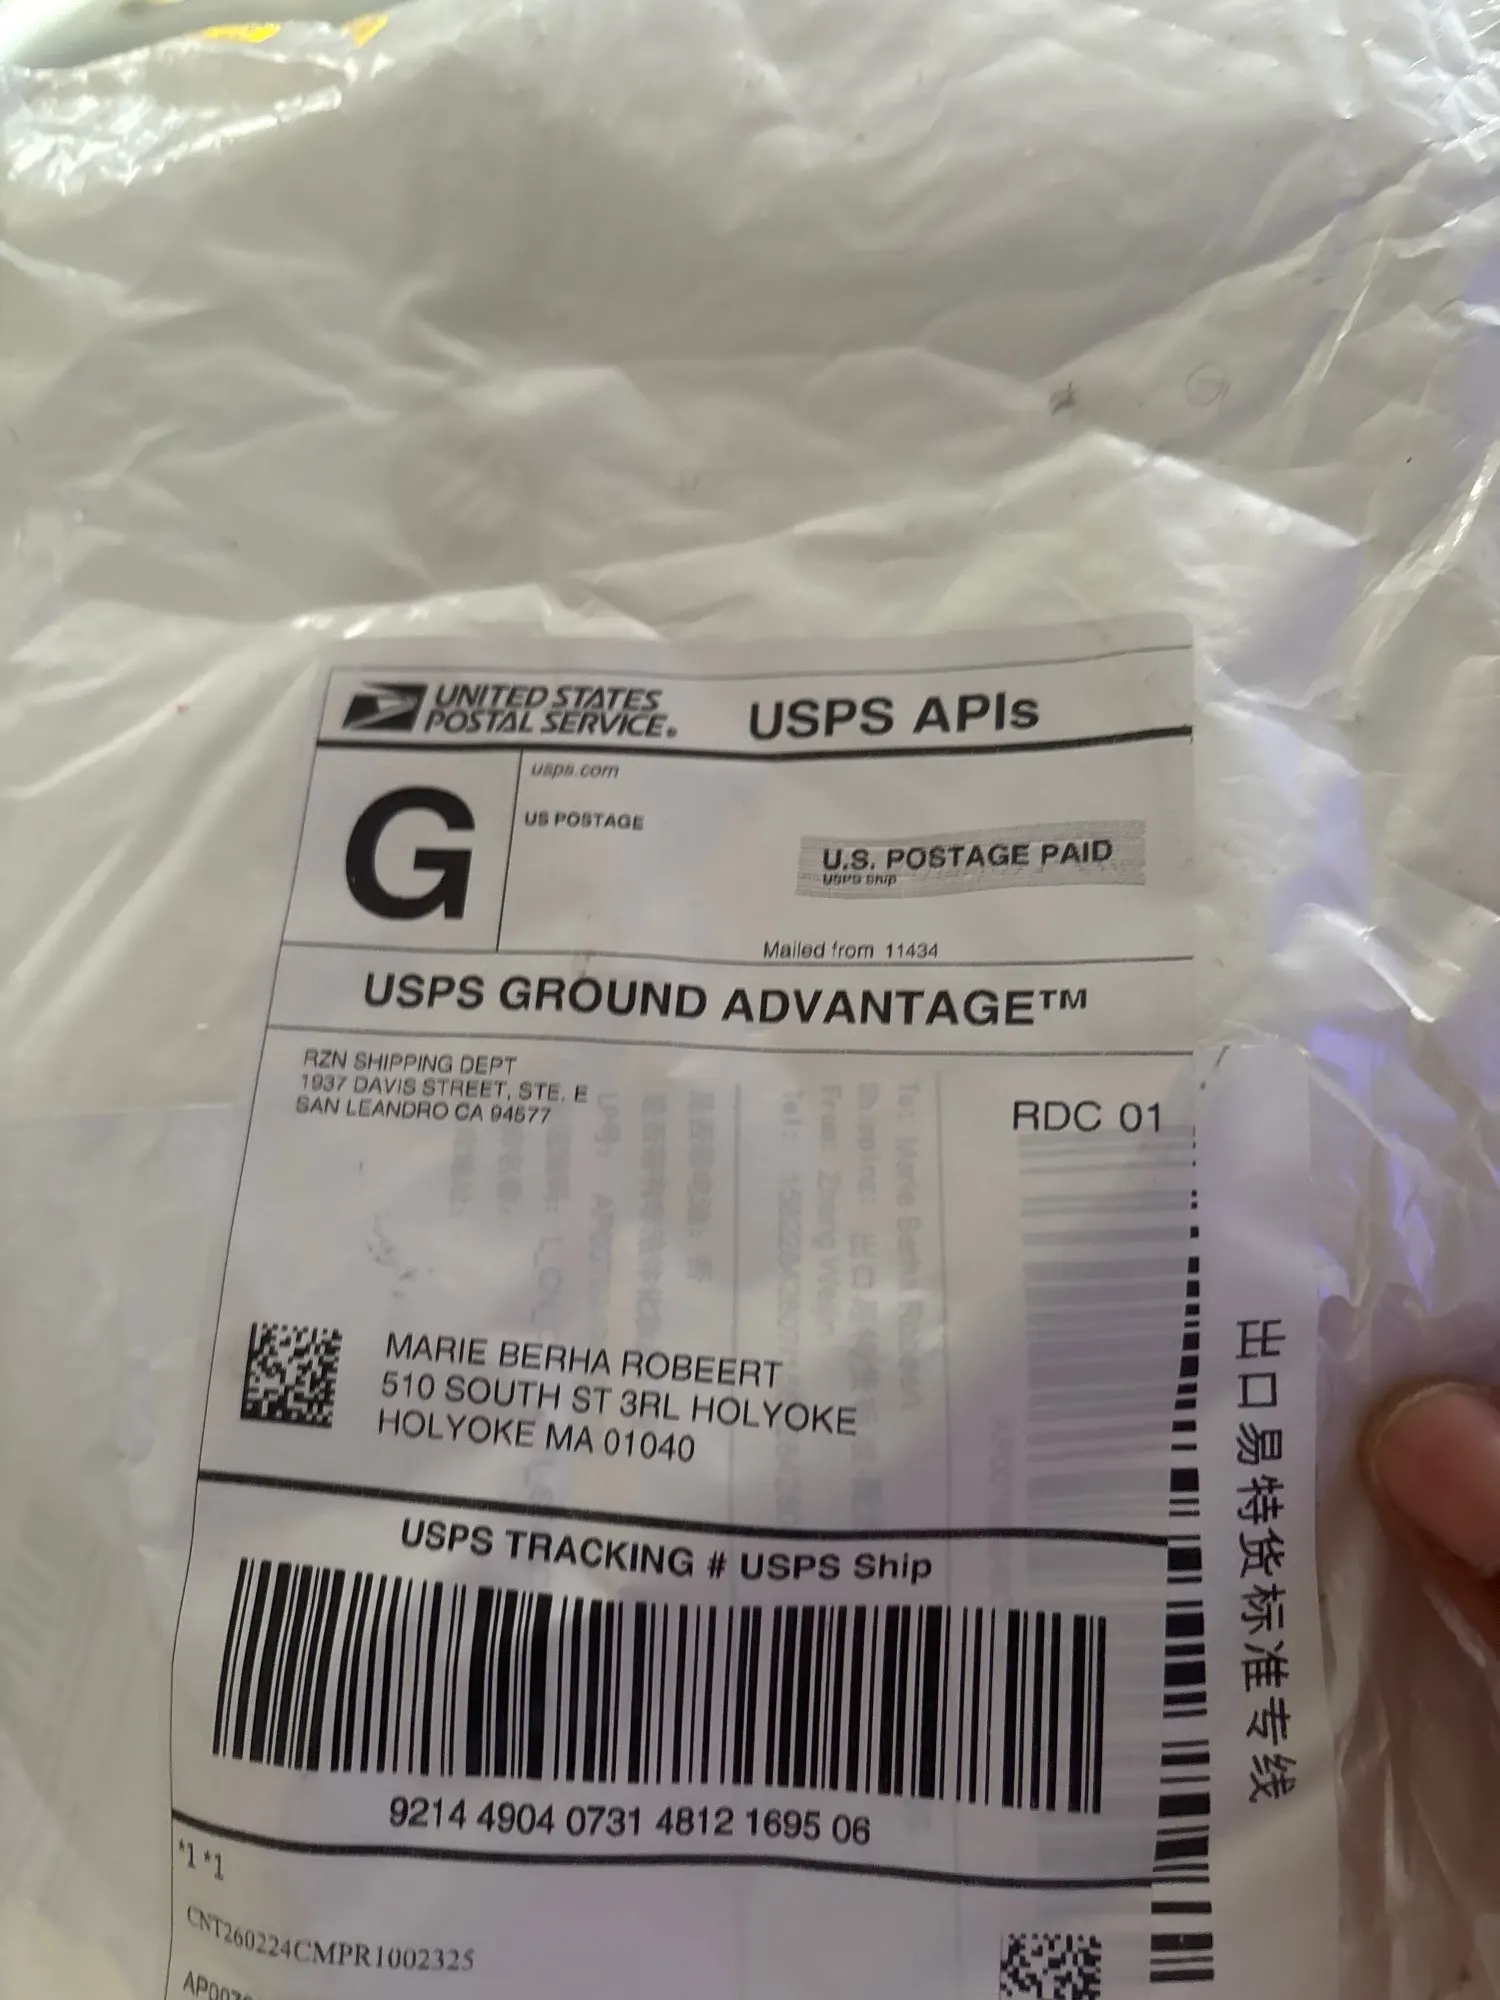 UNITED STATES
POSTAL SERVICE®
USPS APIs
G
usps.com
US POSTAGE
U.S. POSTAGE PAID
USPS Ship
Mailed from 11434
USPS GROUND ADVANTAGE™
RZN SHIPPING DEPT
1937 DAVIS STREET, STE. E
SAN LEANDRO CA 94577
RDC 01
MARIE BERHA ROBEERT
510 SOUTH ST 3RL HOLYOKE
HOLYOKE MA 01040
USPS TRACKING # USPS Ship
9214 4904 0731 4812 1695 06
*1 *1
CNT260224CMPR1002325
出口易特货标准专线